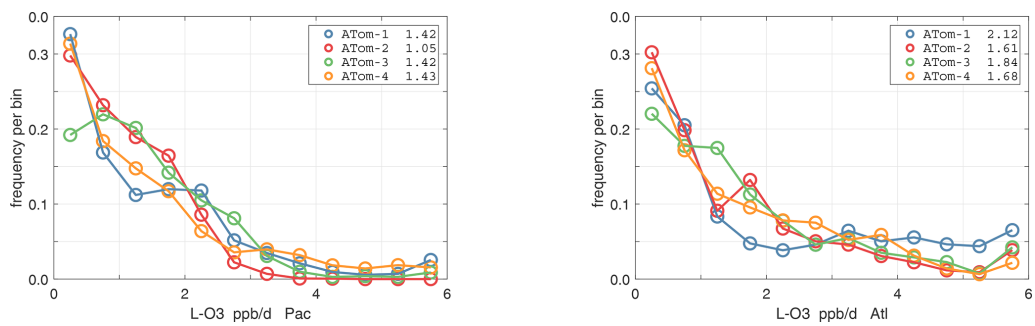 0.0
0.3
0.2
0.1
0.0
frequency per bin
0 2 4 6
L-O3 ppb/d Pac
ATom-1 1.42
ATom-2 1.05
ATom-3 1.42
ATom-4 1.43
0.0
0.3
0.2
0.1
0.0
frequency per bin
0 2 4 6
L-O3 ppb/d Atl
ATom-1 2.12
ATom-2 1.61
ATom-3 1.84
ATom-4 1.68